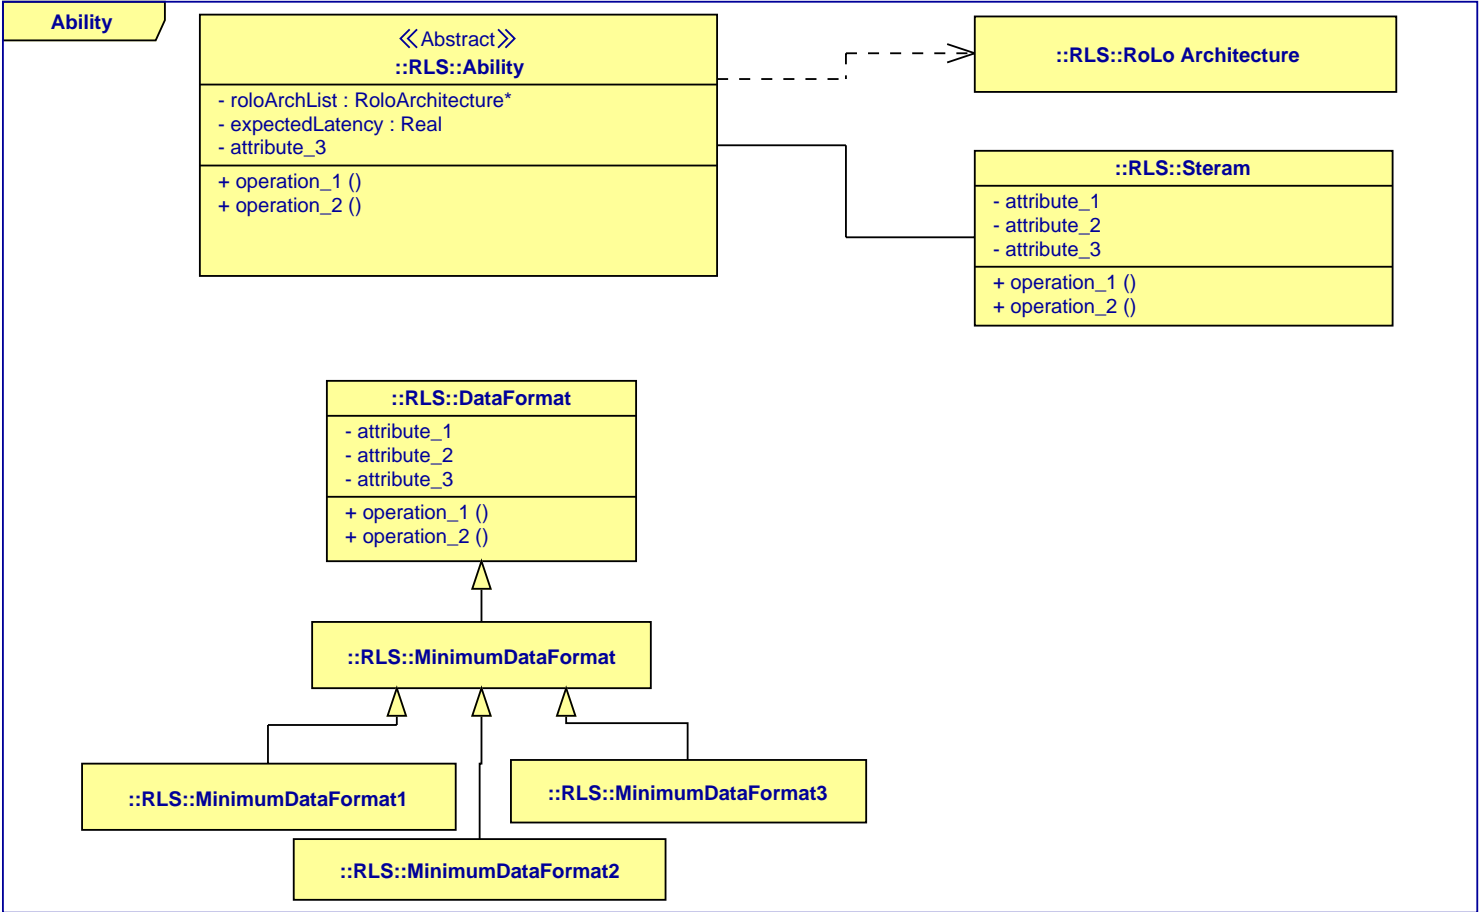 Ability
≪Abstract≫
::RLS::Ability
- roloArchList : RoloArchitecture*
- expectedLatency : Real
- attribute_3
+ operation_1 ()
+ operation_2 ()
::RLS::RoLo Architecture
::RLS::Steram
- attribute_1
- attribute_2
- attribute_3
+ operation_1 ()
+ operation_2 ()
::RLS::DataFormat
- attribute_1
- attribute_2
- attribute_3
+ operation_1 ()
+ operation_2 ()
::RLS::MinimumDataFormat
::RLS::MinimumDataFormat1
::RLS::MinimumDataFormat3
::RLS::MinimumDataFormat2